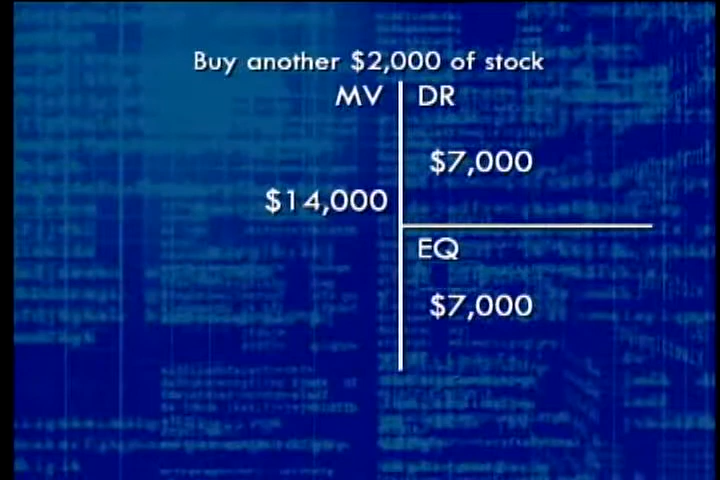 Buy another $2,000 of stock
MV DR
$7,000
$14,000
EQ
$7,000